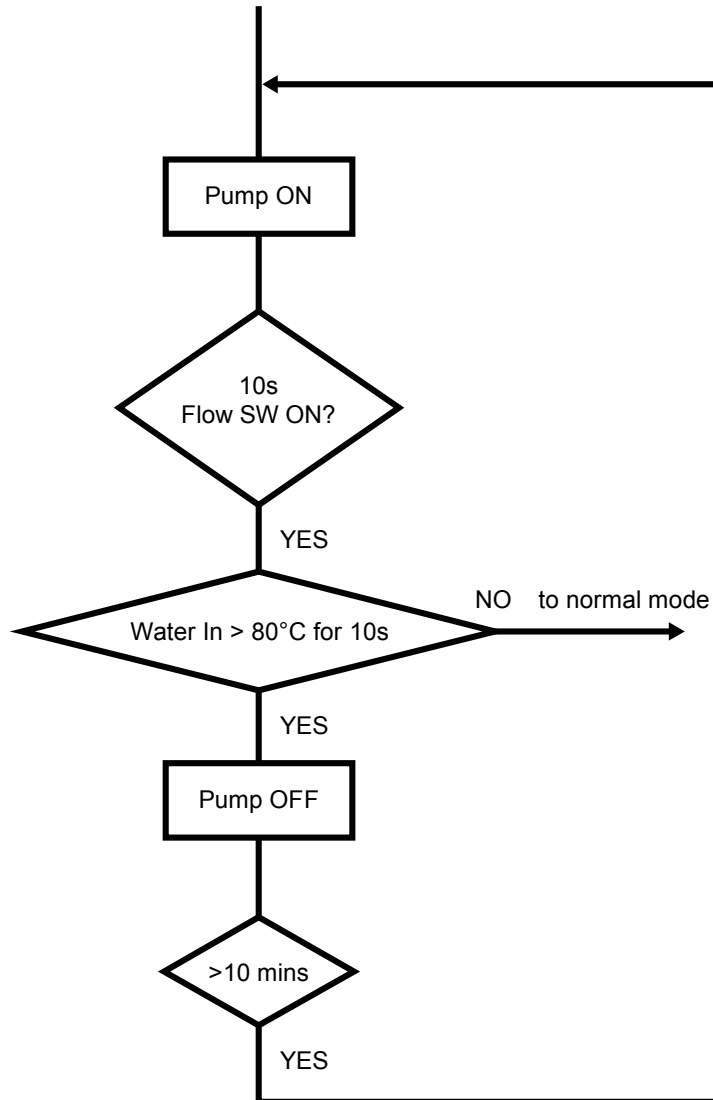 Pump ON
10s
Flow SW ON?
YES
NO to normal mode
Water In > 80°C for 10s
YES
Pump OFF
>10 mins
YES